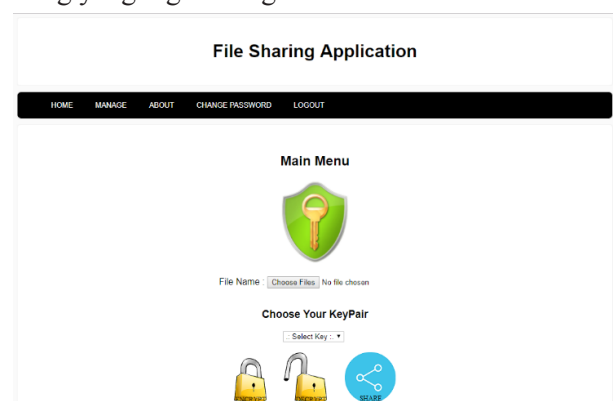 File Sharing Application
HOME MANAGE ABOUT CHANGE PASSWORD LOGOUT
Main Menu
File Name : Choose Files No file chosen
Choose Your KeyPair
.: Select Key :.
SHARE